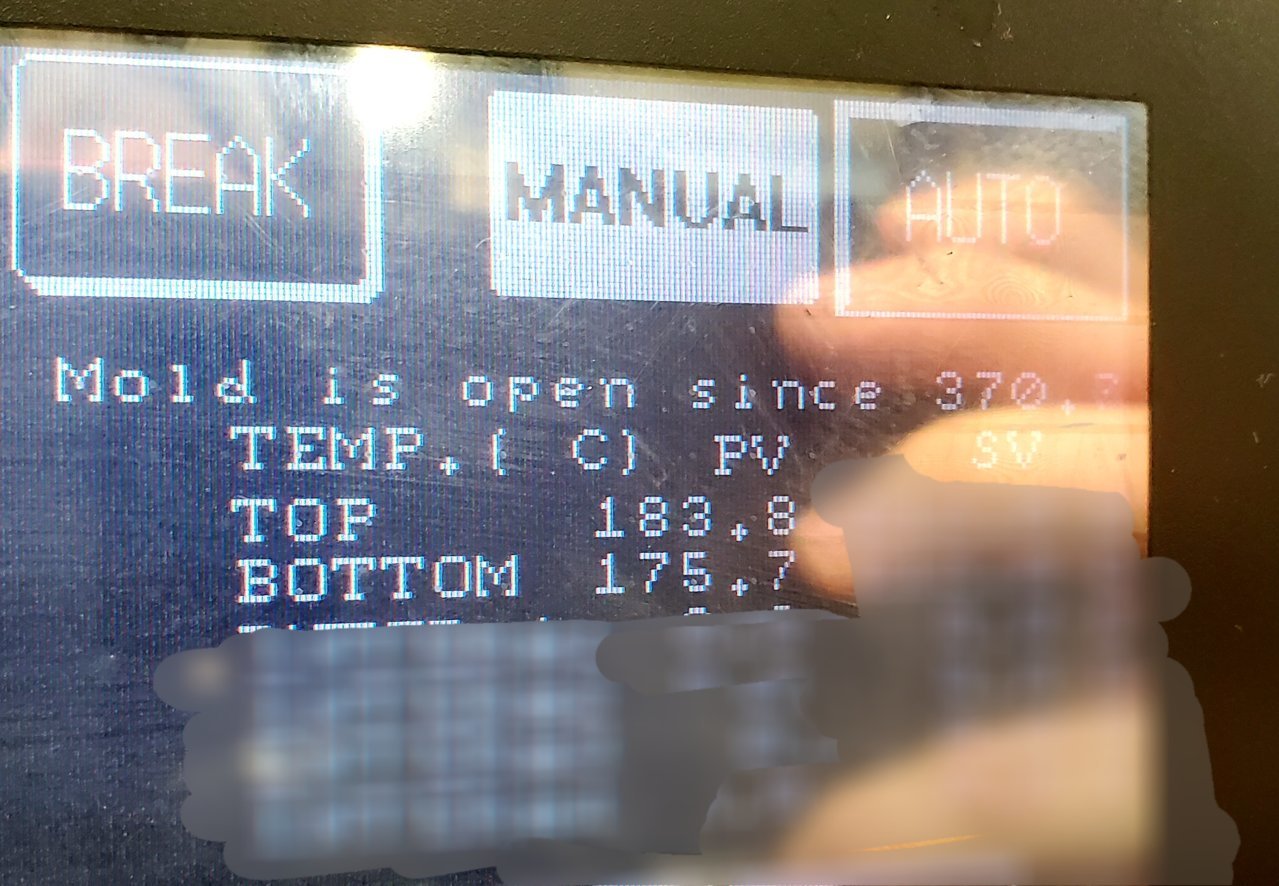 BREAK MANUAL AUTO
Mold is open since 370.
TEMP.( C) PV SV
TOP 183.8
BOTTOM 175.7